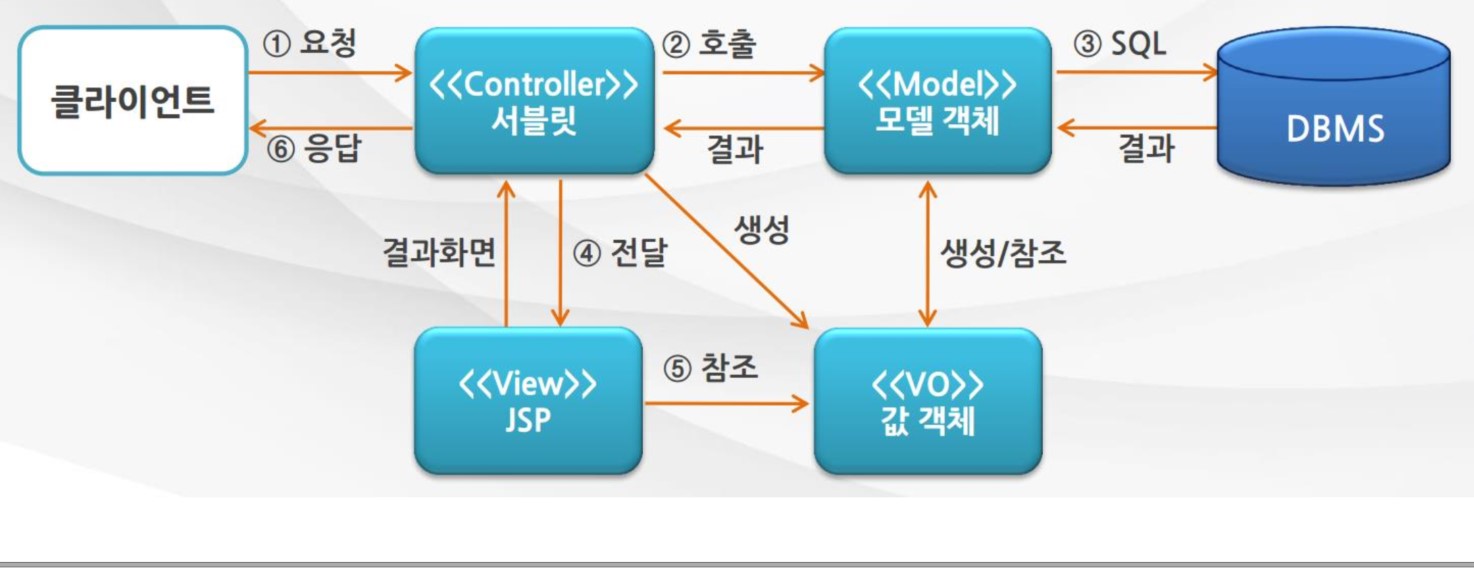 ① 요청
② 호출
③ SQL
클라이언트
<<Controller>>
서블릿
<<Model>>
모델 객체
DBMS
⑥ 응답
결과
결과
결과화면
④ 전달
생성
생성/참조
<<View>>
JSP
⑤ 참조
<<VO>>
값 객체